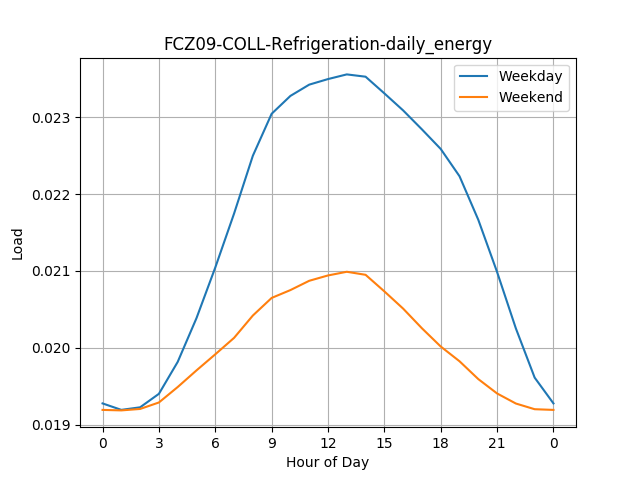 FCZ09-COLL-Refrigeration-daily_energy
Weekday
Weekend
0.023
0.022
0.021
0.020
0.019
Load
0 3 6 9 12 15 18 21 0
Hour of Day